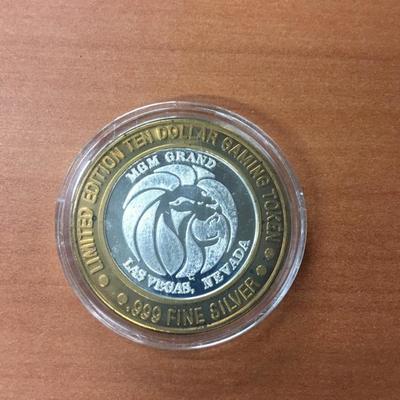 LIMITED EDITION TEN DOLLAR GAMING TOKEN
.999 FINE SILVER
MGM GRAND
LAS VEGAS, NEVADA